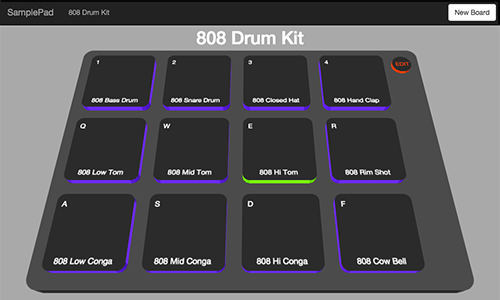 SamplePad 808 Drum Kit New Board
808 Drum Kit
EDIT
1 2 3 4
808 Bass Drum 808 Snare Drum 808 Closed Hat 808 Hand Clap
Q W E R
808 Low Tom 808 Mid Tom 808 Hi Tom 808 Rim Shot
A S D F
808 Low Conga 808 Mid Conga 808 Hi Conga 808 Cow Bell